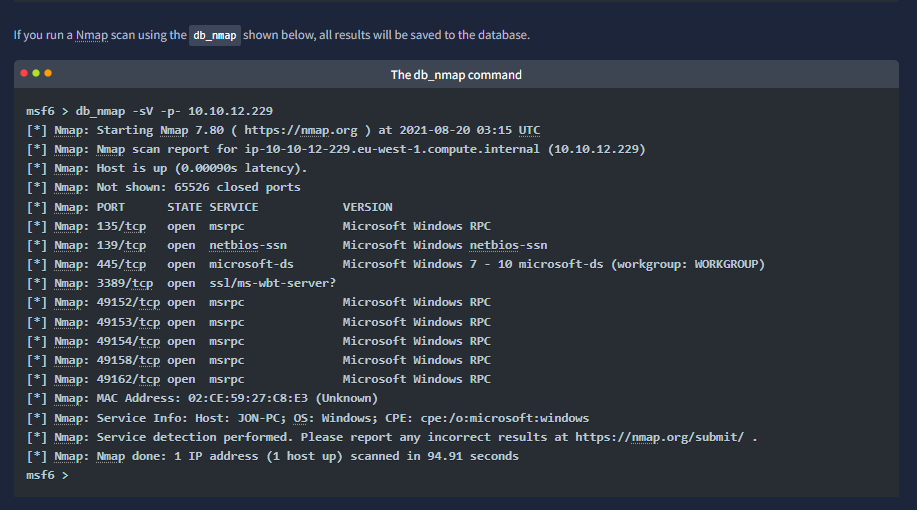 If you run a Nmap scan using the db_nmap shown below, all results will be saved to the database.
The db_nmap command
msf6 > db_nmap -sV -p- 10.10.12.229
[*] Nmap: Starting Nmap 7.80 ( https://nmap.org ) at 2021-08-20 03:15 UTC
[*] Nmap: Nmap scan report for ip-10-10-12-229.eu-west-1.compute.internal (10.10.12.229)
[*] Nmap: Host is up (0.00090s latency).
[*] Nmap: Not shown: 65526 closed ports
[*] Nmap: PORT      STATE SERVICE            VERSION
[*] Nmap: 135/tcp   open  msrpc              Microsoft Windows RPC
[*] Nmap: 139/tcp   open  netbios-ssn        Microsoft Windows netbios-ssn
[*] Nmap: 445/tcp   open  microsoft-ds       Microsoft Windows 7 - 10 microsoft-ds (workgroup: WORKGROUP)
[*] Nmap: 3389/tcp  open  ssl/ms-wbt-server?
[*] Nmap: 49152/tcp open  msrpc              Microsoft Windows RPC
[*] Nmap: 49153/tcp open  msrpc              Microsoft Windows RPC
[*] Nmap: 49154/tcp open  msrpc              Microsoft Windows RPC
[*] Nmap: 49158/tcp open  msrpc              Microsoft Windows RPC
[*] Nmap: 49162/tcp open  msrpc              Microsoft Windows RPC
[*] Nmap: MAC Address: 02:CE:59:27:C8:E3 (Unknown)
[*] Nmap: Service Info: Host: JON-PC; OS: Windows; CPE: cpe:/o:microsoft:windows
[*] Nmap: Service detection performed. Please report any incorrect results at https://nmap.org/submit/ .
[*] Nmap: Nmap done: 1 IP address (1 host up) scanned in 94.91 seconds
msf6 >